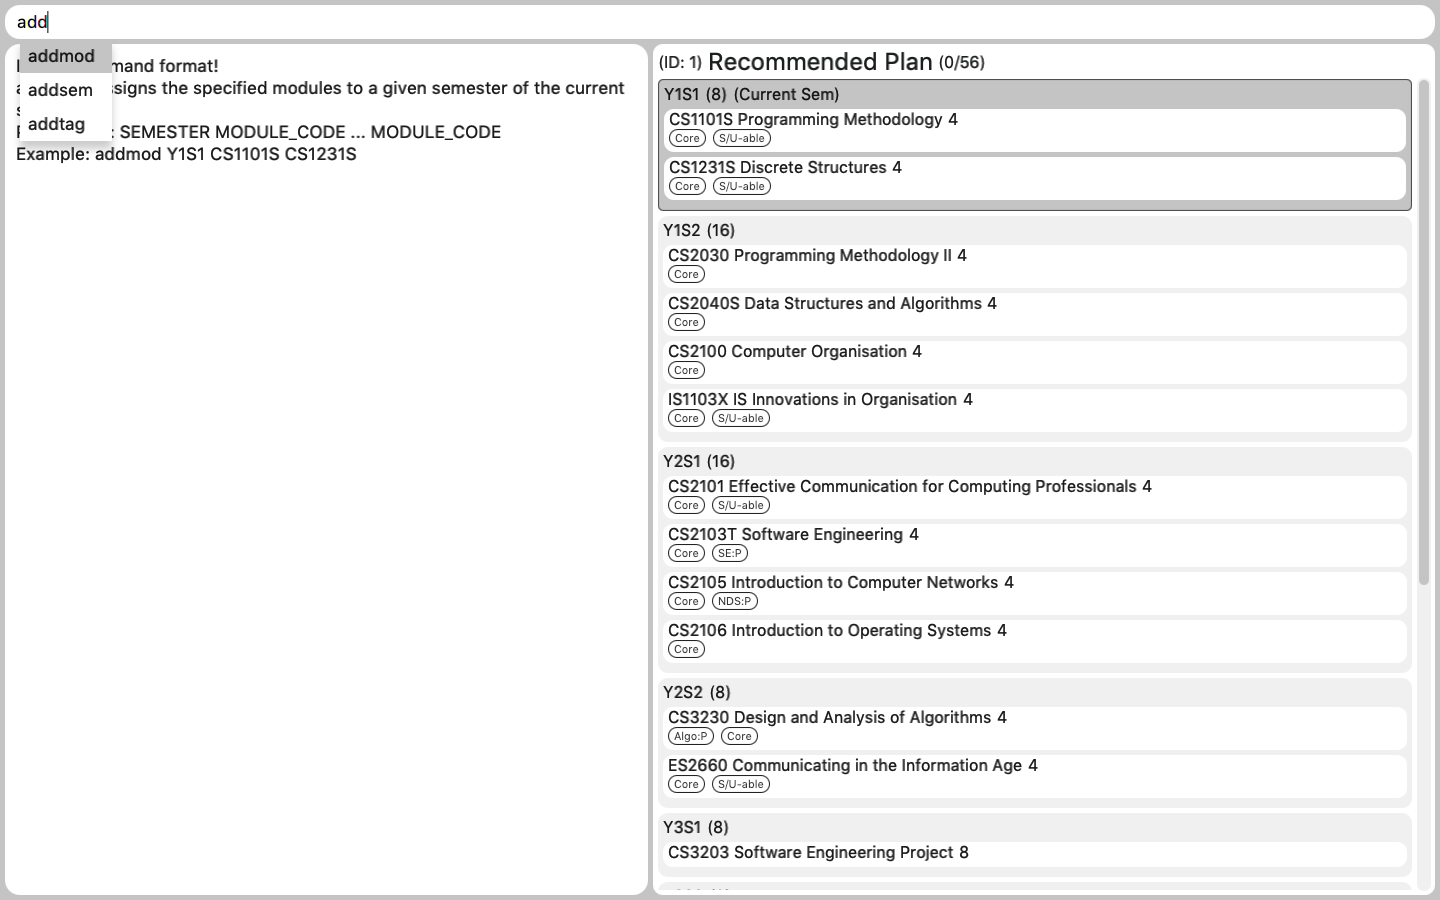 add
addmod
addsem
addtag
mand format!
signs the specified modules to a given semester of the current
: SEMESTER MODULE_CODE ... MODULE_CODE
Example: addmod Y1S1 CS1101S CS1231S
(ID: 1) Recommended Plan (0/56)
Y1S1 (8) (Current Sem)
CS1101S Programming Methodology 4
Core S/U-able
CS1231S Discrete Structures 4
Core S/U-able
Y1S2 (16)
CS2030 Programming Methodology II 4
Core
CS2040S Data Structures and Algorithms 4
Core
CS2100 Computer Organisation 4
Core
IS1103X IS Innovations in Organisation 4
Core S/U-able
Y2S1 (16)
CS2101 Effective Communication for Computing Professionals 4
Core S/U-able
CS2103T Software Engineering 4
Core SE:P
CS2105 Introduction to Computer Networks 4
Core NDS:P
CS2106 Introduction to Operating Systems 4
Core
Y2S2 (8)
CS3230 Design and Analysis of Algorithms 4
Algo:P Core
ES2660 Communicating in the Information Age 4
Core S/U-able
Y3S1 (8)
CS3203 Software Engineering Project 8